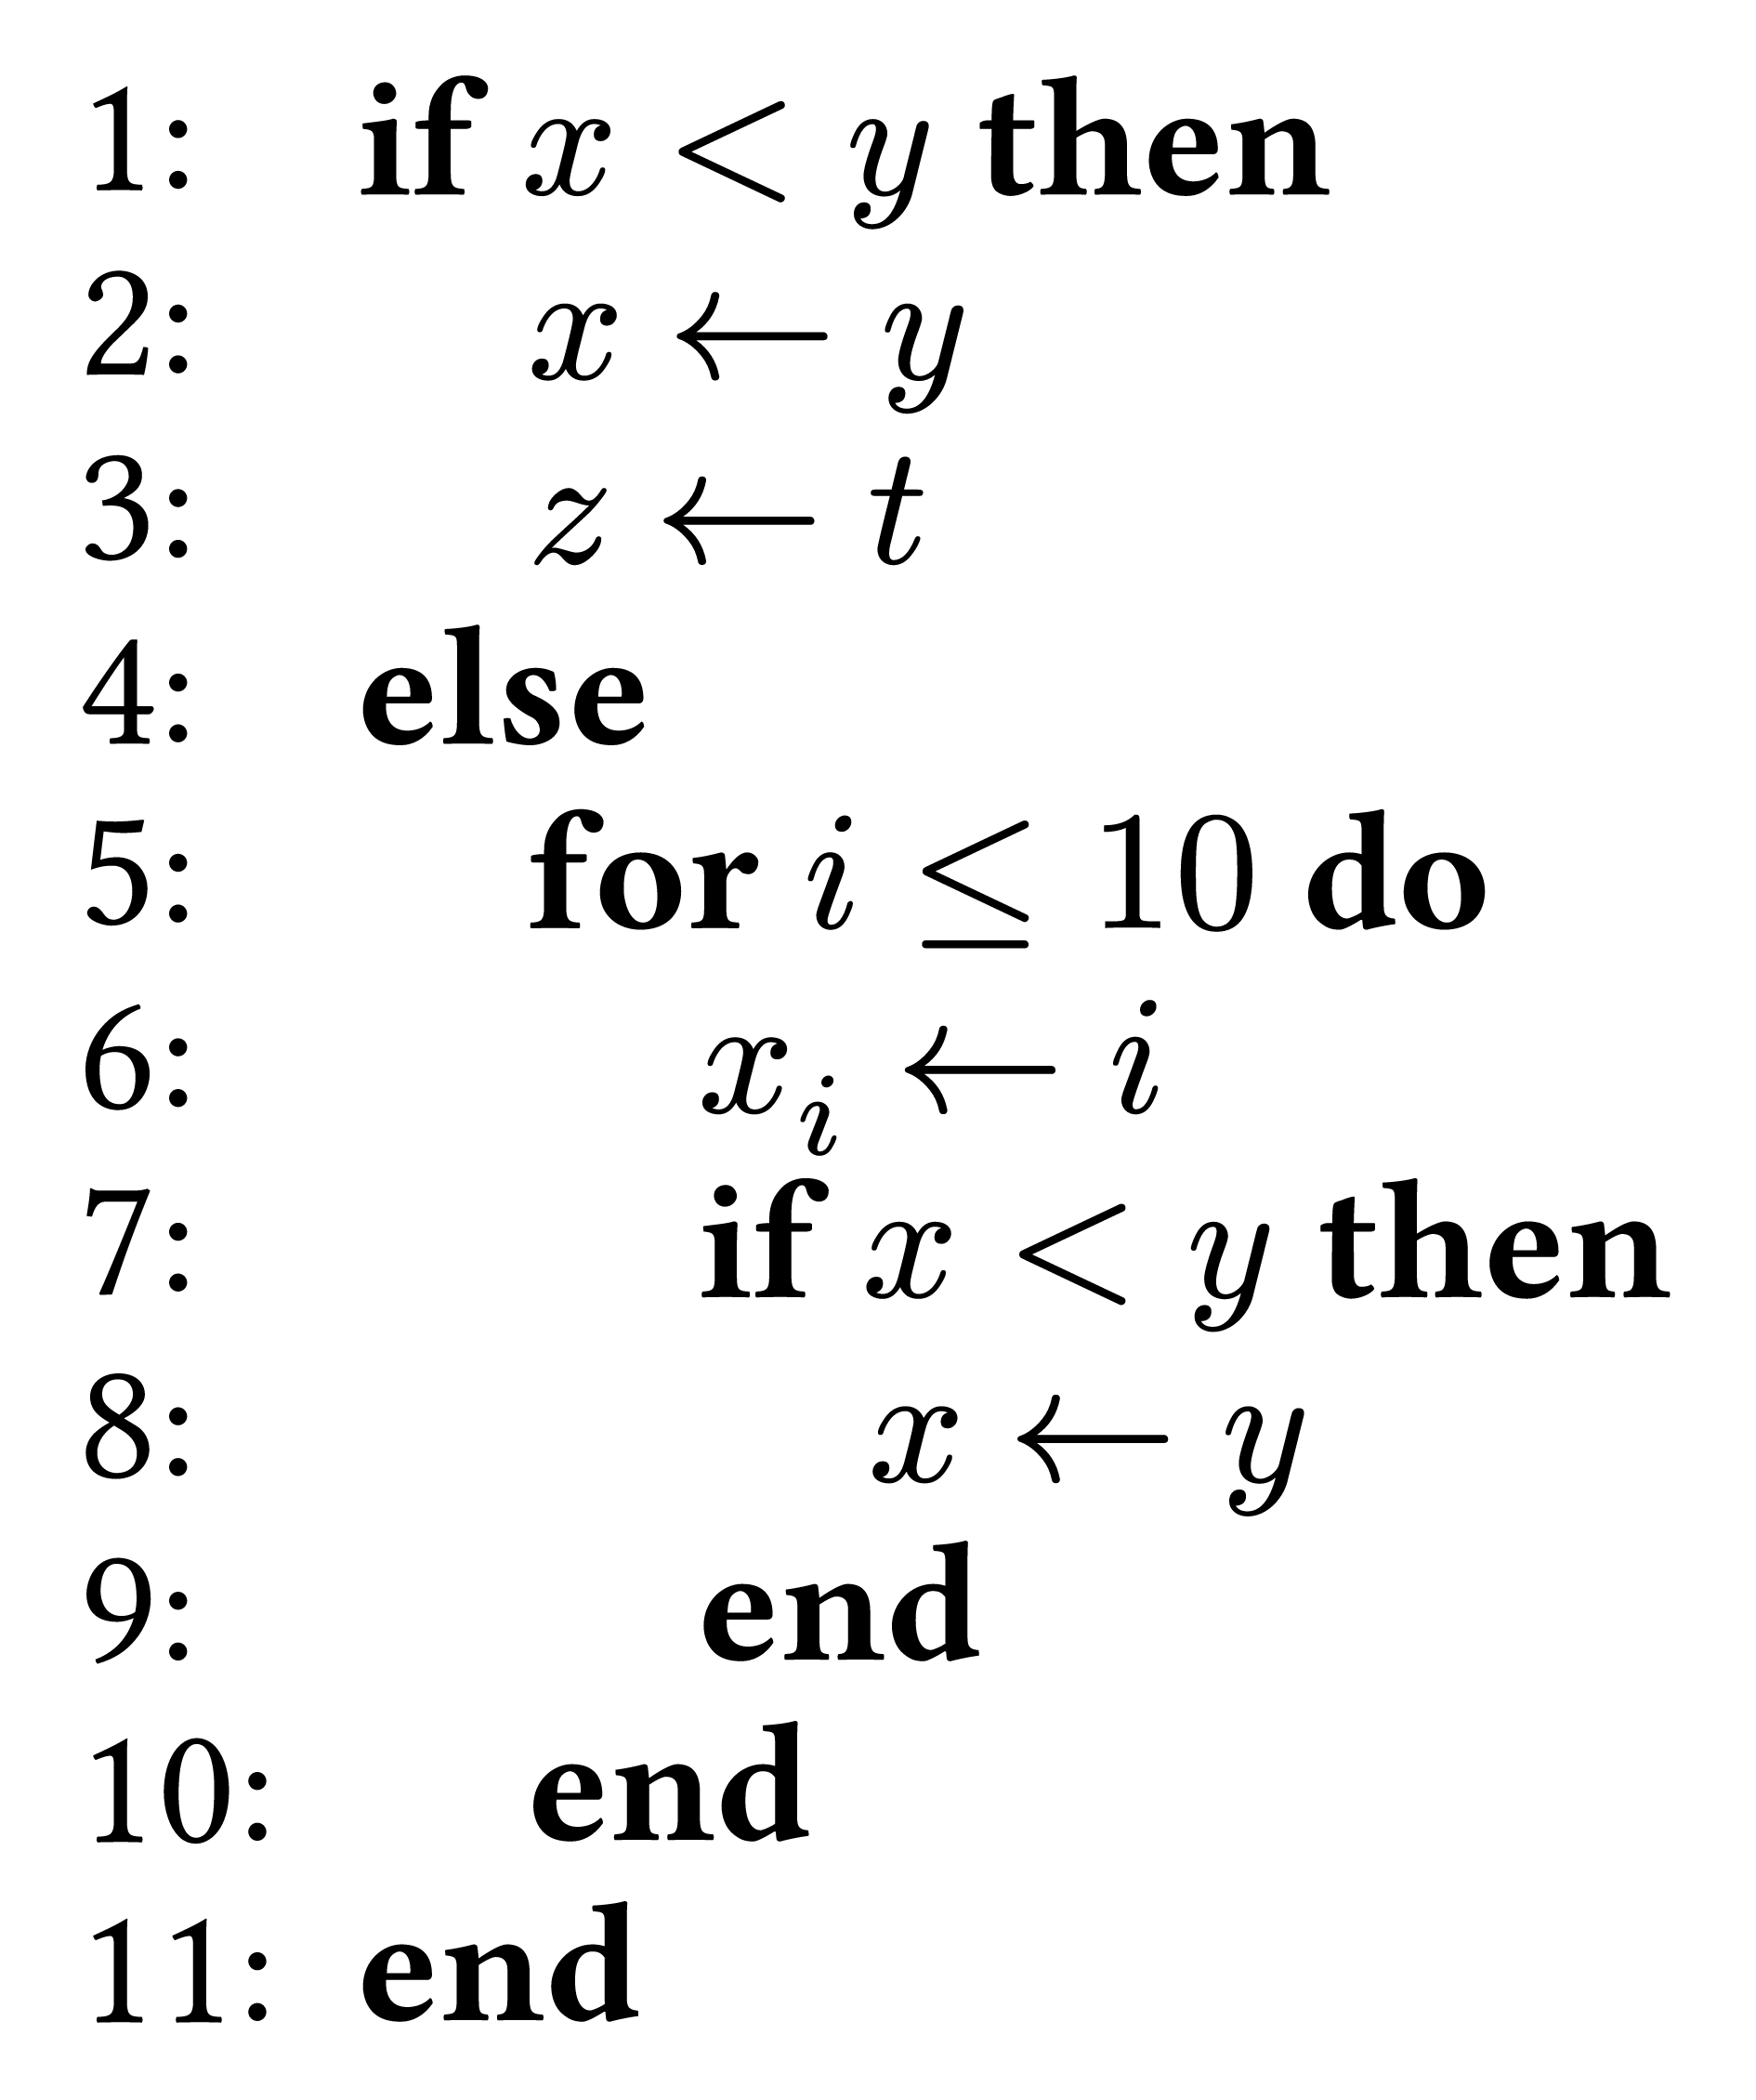 1: if x < y then
2: x ← y
3: z ← t
4: else
5: for i ≤ 10 do
6: xᵢ ← i
7: if x < y then
8: x ← y
9: end
10: end
11: end